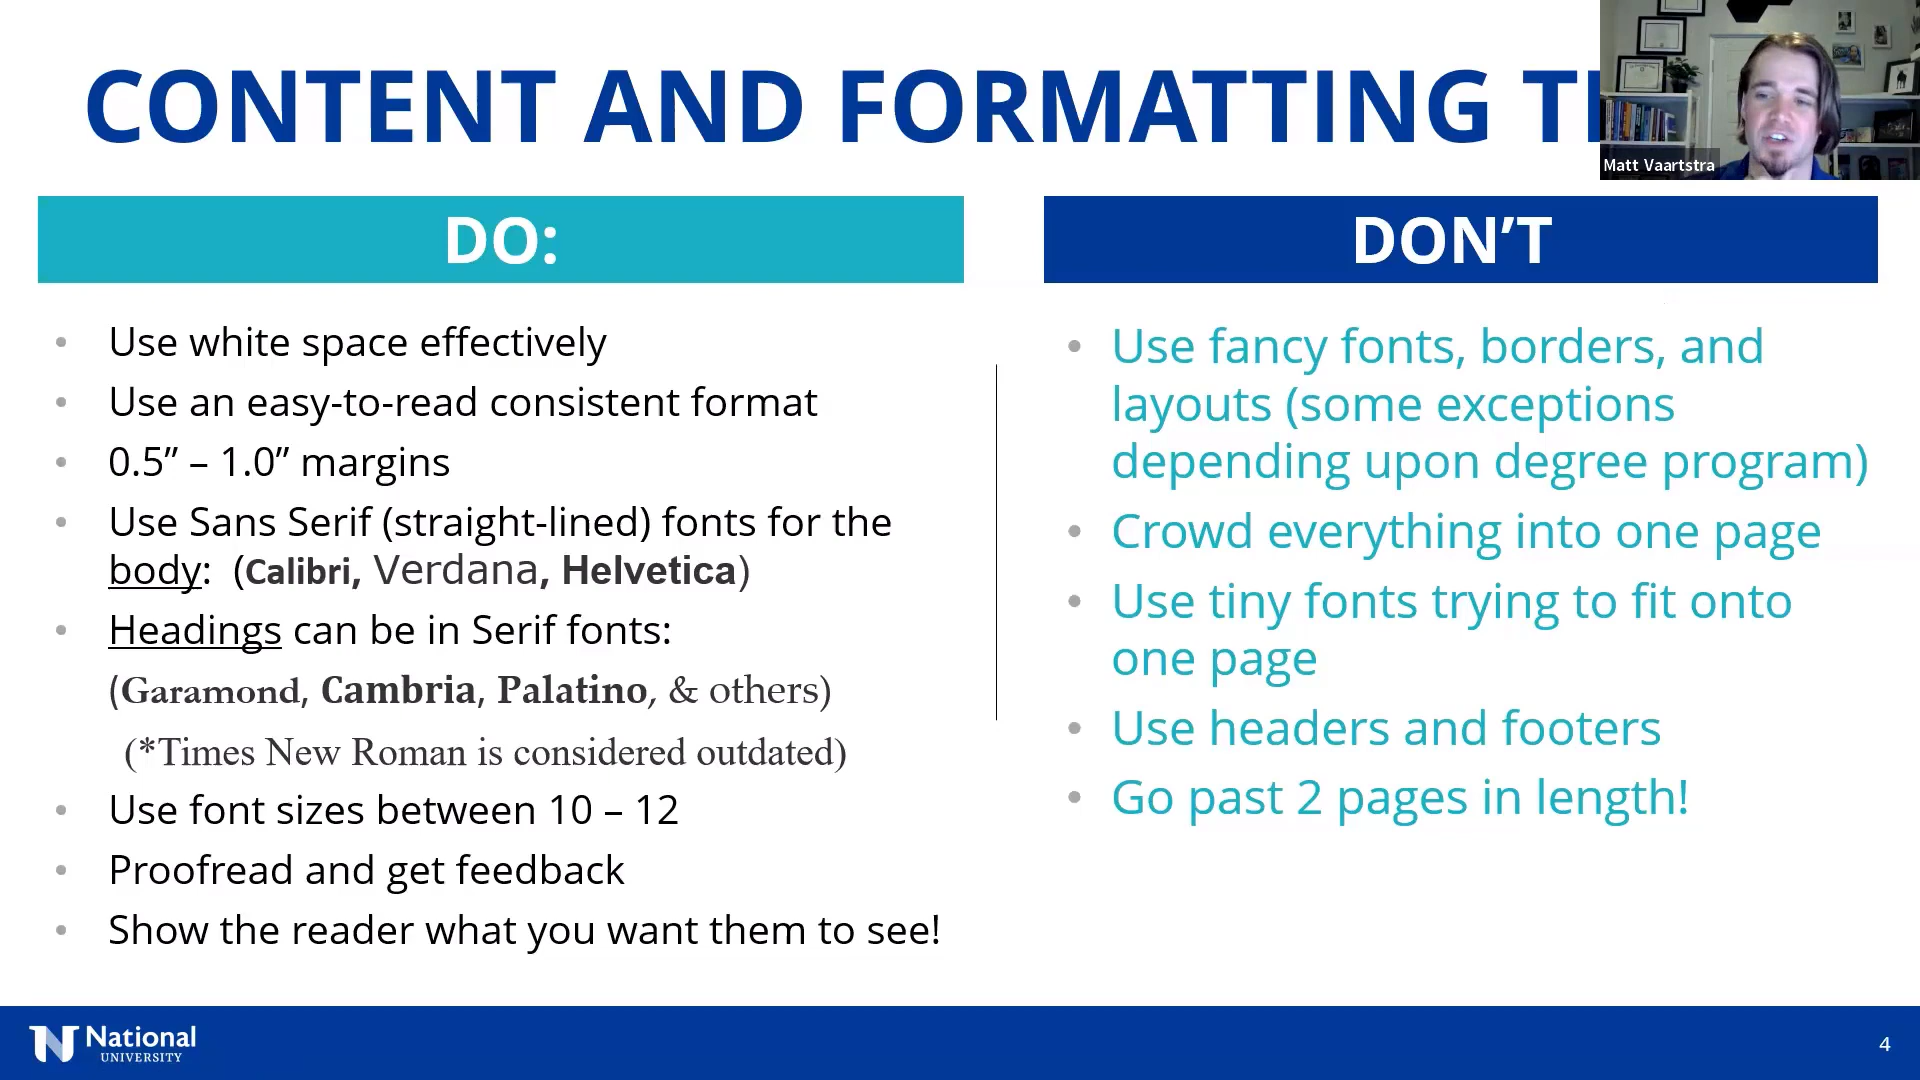 CONTENT AND FORMATTING
Matt Vaartstra
DO:
• Use white space effectively
• Use an easy-to-read consistent format
• 0.5” – 1.0” margins
• Use Sans Serif (straight-lined) fonts for the
body: (Calibri, Verdana, Helvetica)
• Headings can be in Serif fonts:
(Garamond, Cambria, Palatino, & others)
(*Times New Roman is considered outdated)
• Use font sizes between 10 – 12
• Proofread and get feedback
• Show the reader what you want them to see!
DON’T
• Use fancy fonts, borders, and
layouts (some exceptions
depending upon degree program)
• Crowd everything into one page
• Use tiny fonts trying to fit onto
one page
• Use headers and footers
• Go past 2 pages in length!
National
UNIVERSITY
4